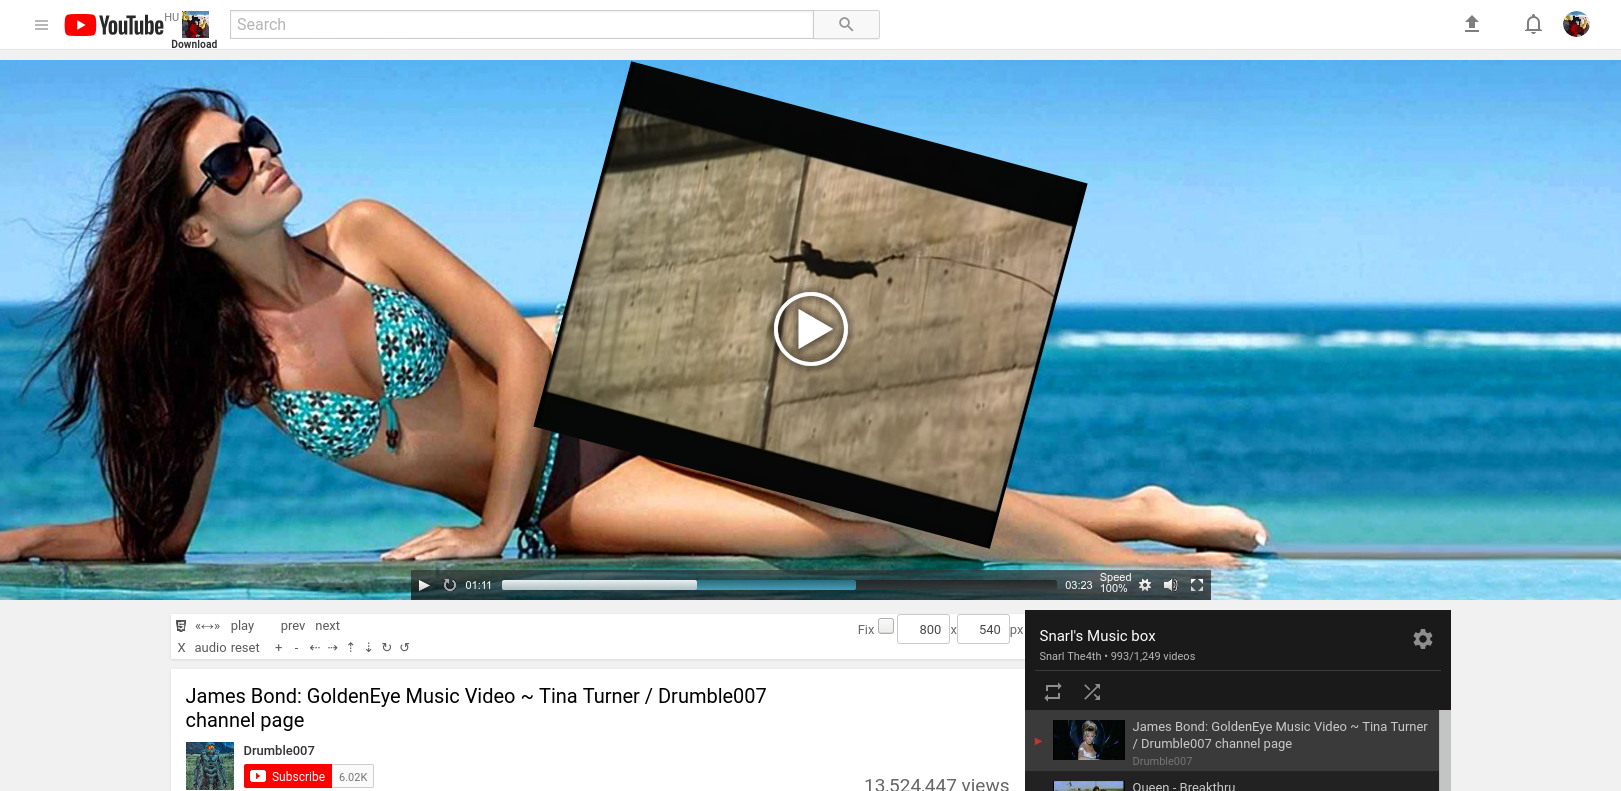 YouTube HU
Download
Search
01:11
03:23
Speed
100%
«↔» play prev next
X audio reset + - ⇠ ⇢ ⇡ ⇣ ↻ ↺
Fix 800 x 540 px
James Bond: GoldenEye Music Video ~ Tina Turner / Drumble007
channel page
Drumble007
Subscribe 6.02K
13,524,447 views
Snarl's Music box
Snarl The4th • 993/1,249 videos
James Bond: GoldenEye Music Video ~ Tina Turner
/ Drumble007 channel page
Drumble007
Queen - Breakthru